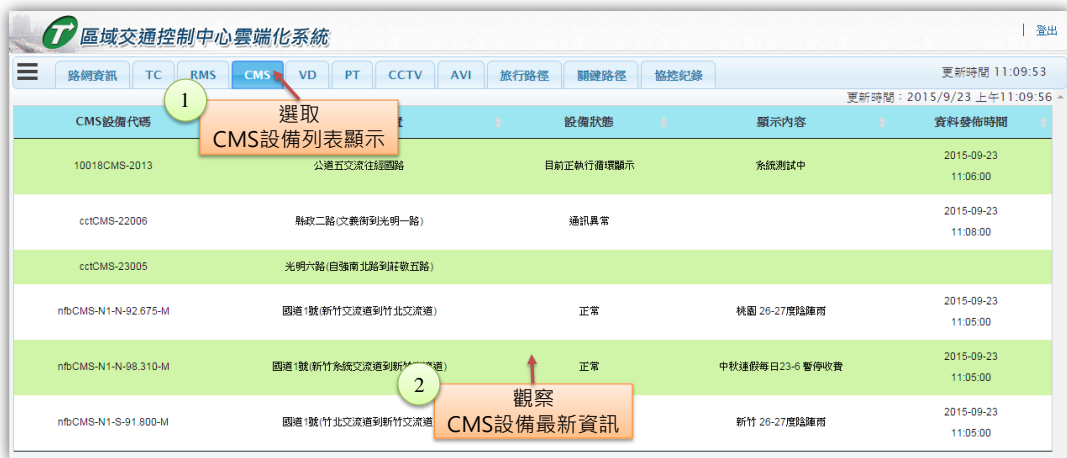 區域交通控制中心雲端化系統
登出
路網資訊 TC RMS CMS VD PT CCTV AVI 旅行路徑 關鍵路徑 協控紀錄 更新時間 11:09:53
更新時間：2015/9/23 上午11:09:56
1
選取
CMS設備列表顯示
CMS設備代碼 設備狀態 顯示內容 資料發佈時間
10018CMS-2013 公道五交流往經國路 目前正執行循環顯示 系統測試中 2015-09-23
11:06:00
cctCMS-22006 縣政二路(文義街到光明一路) 通訊異常 2015-09-23
11:08:00
cctCMS-23005 光明六路(自強南北路到莊敬五路)
nfbCMS-N1-N-92.675-M 國道1號(新竹交流道到竹北交流道) 正常 桃園 26-27度陰陣雨 2015-09-23
11:05:00
nfbCMS-N1-N-98.310-M 國道1號(新竹系統交流道到新竹交流道) 正常 中秋連假每日23-6 暫停收費 2015-09-23
11:05:00
2
觀察
CMS設備最新資訊
nfbCMS-N1-S-91.800-M 國道1號(竹北交流道到新竹交流道 新竹 26-27度陰陣雨 2015-09-23
11:05:00